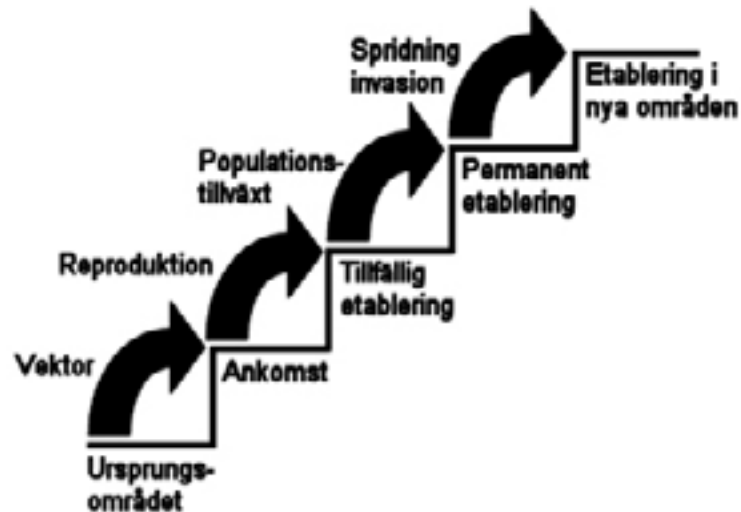 Spridning
invasion
Etablering i
nya områden
Populations-
tillväxt
Permanent
etablering
Reproduktion
Tillfällig
etablering
Vektor
Ankomst
Ursprungs-
området